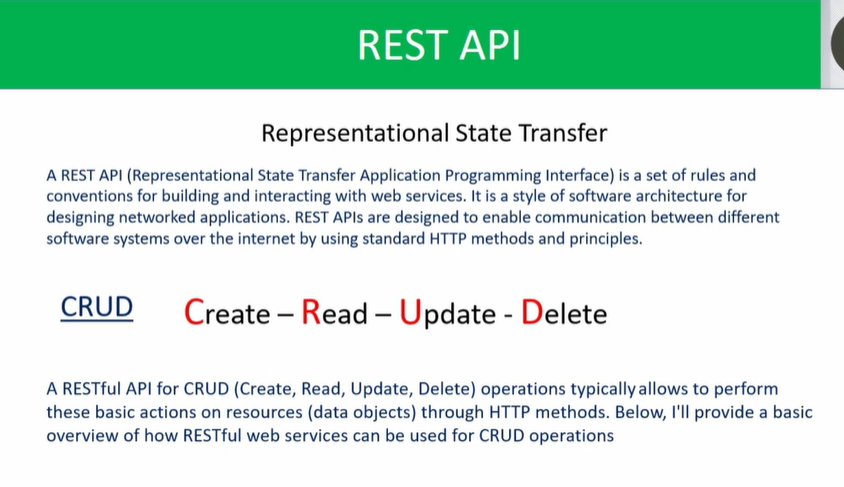 REST API
Representational State Transfer
A REST API (Representational State Transfer Application Programming Interface) is a set of rules and
conventions for building and interacting with web services. It is a style of software architecture for
designing networked applications. REST APIs are designed to enable communication between different
software systems over the internet by using standard HTTP methods and principles.
CRUD Create – Read – Update - Delete
A RESTful API for CRUD (Create, Read, Update, Delete) operations typically allows to perform
these basic actions on resources (data objects) through HTTP methods. Below, I'll provide a basic
overview of how RESTful web services can be used for CRUD operations